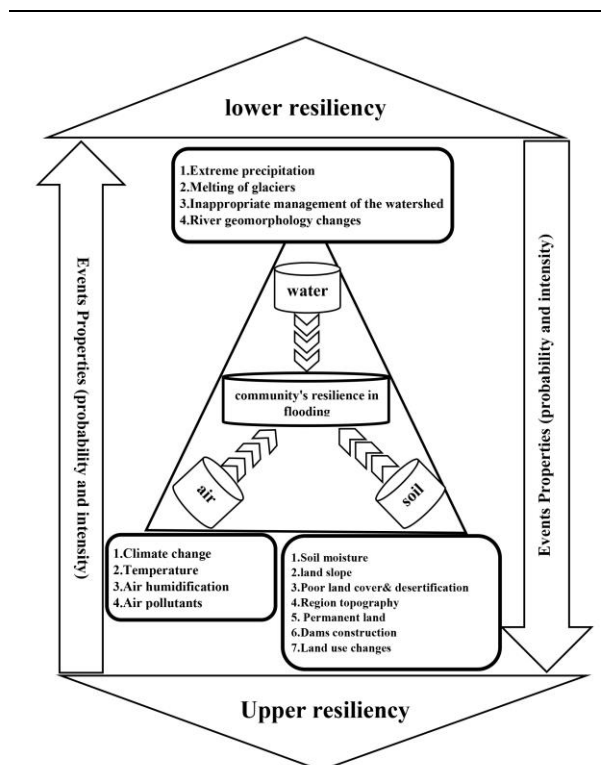 lower resiliency
1.Extreme precipitation
2.Melting of glaciers
3.Inappropriate management of the watershed
4.River geomorphology changes
Events Properties (probability and intensity)
Events Properties (probability and intensity)
water
community's resilience in
flooding
air
soil
1.Climate change
2.Temperature
3.Air humidification
4.Air pollutants
1.Soil moisture
2.land slope
3.Poor land cover& desertification
4.Region topography
5. Permanent land
6.Dams construction
7.Land use changes
Upper resiliency